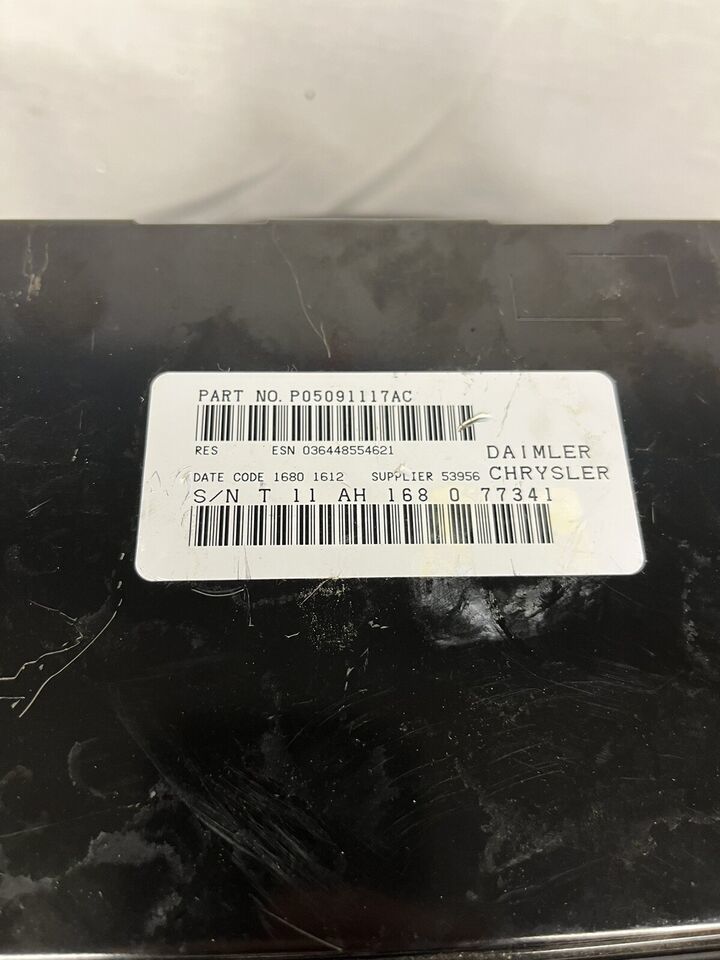 PART NO. P05091117AC
RES ESN 036448554621
DAIMLER
CHRYSLER
DATE CODE 1680 1612 SUPPLIER 53956
S/N T 11 AH 168 0 77341